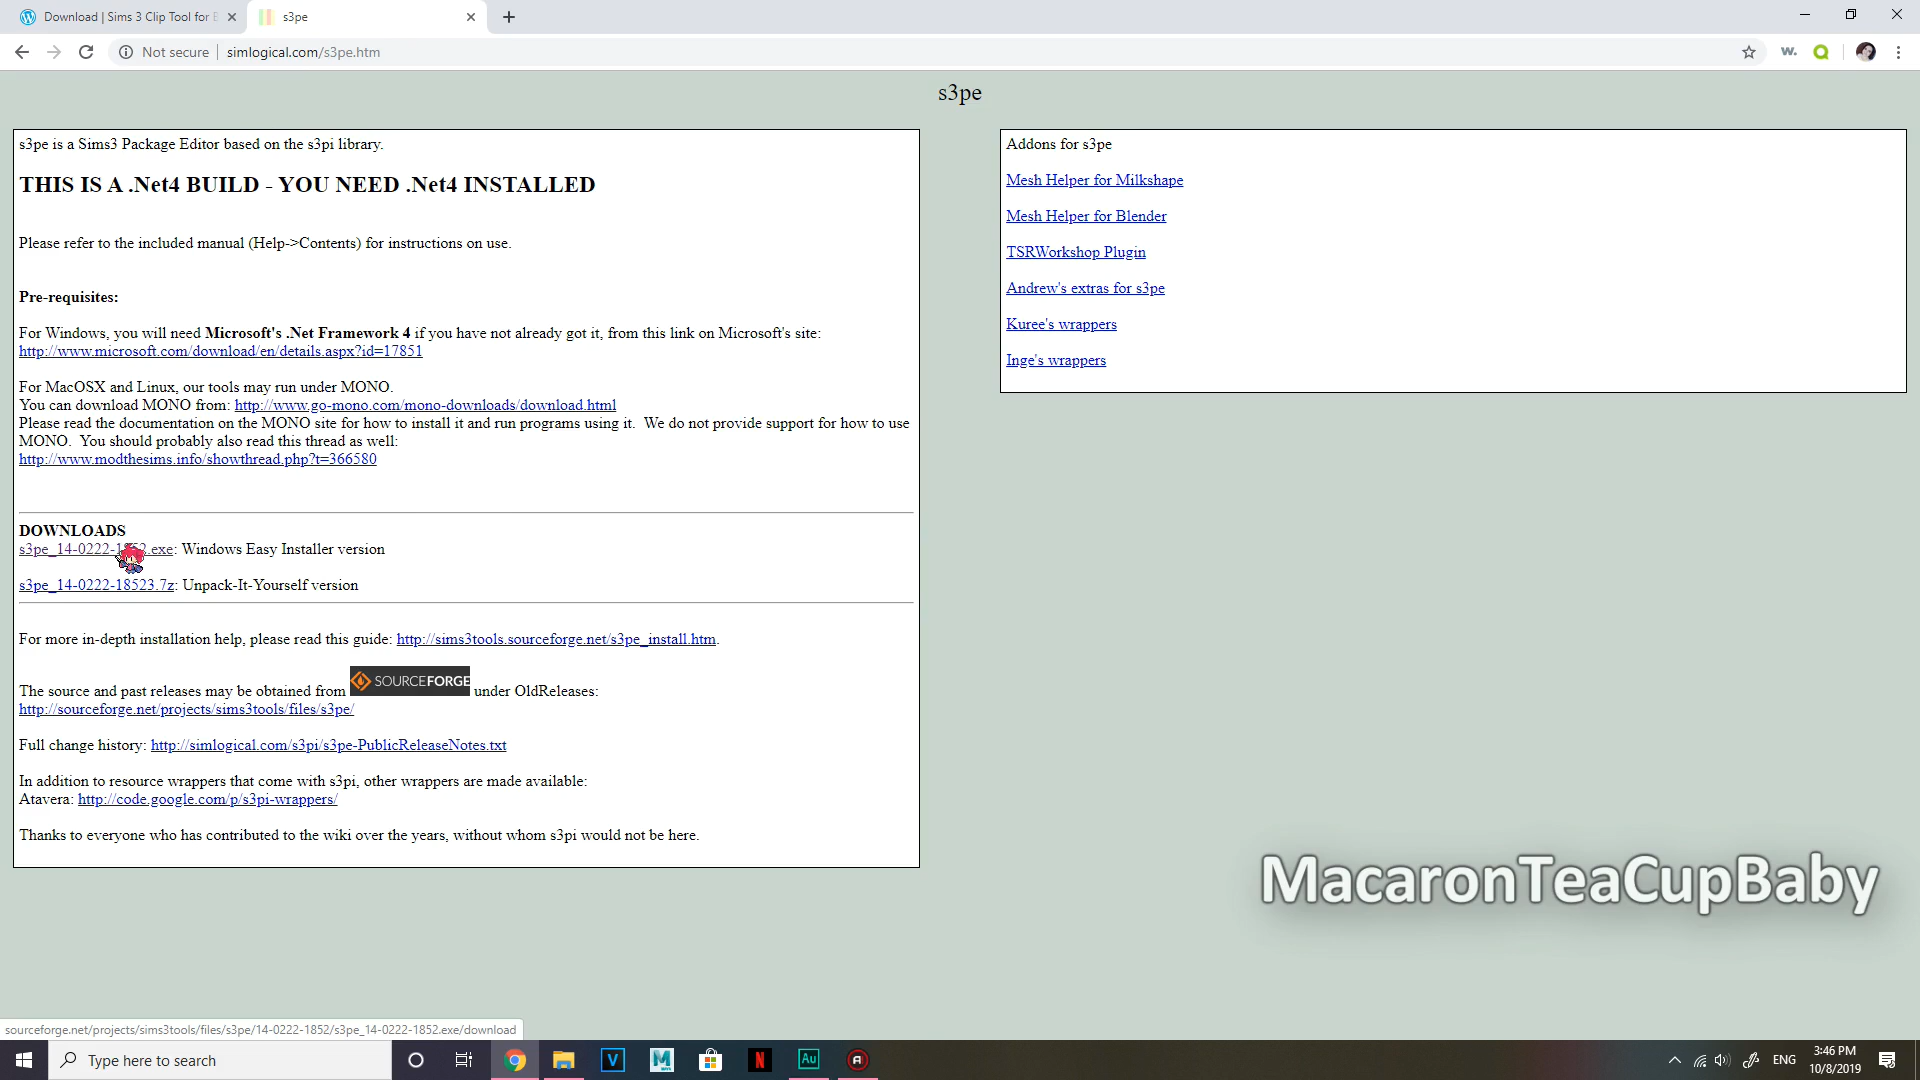 Download | Sims 3 Clip Tool for B
s3pe
Not secure
simlogical.com/s3pe.htm
w.
s3pe
s3pe is a Sims3 Package Editor based on the s3pi library.
THIS IS A .Net4 BUILD - YOU NEED .Net4 INSTALLED
Please refer to the included manual (Help->Contents) for instructions on use.
Pre-requisites:
For Windows, you will need Microsoft's .Net Framework 4 if you have not already got it, from this link on Microsoft's site:
http://www.microsoft.com/download/en/details.aspx?id=17851
For MacOSX and Linux, our tools may run under MONO.
You can download MONO from: http://www.go-mono.com/mono-downloads/download.html
Please read the documentation on the MONO site for how to install it and run programs using it. We do not provide support for how to use
MONO. You should probably also read this thread as well:
http://www.modthesims.info/showthread.php?t=366580
DOWNLOADS
s3pe_14-0222-1852.exe: Windows Easy Installer version
s3pe_14-0222-18523.7z: Unpack-It-Yourself version
For more in-depth installation help, please read this guide: http://sims3tools.sourceforge.net/s3pe_install.htm.
The source and past releases may be obtained from SOURCEFORGE under OldReleases:
http://sourceforge.net/projects/sims3tools/files/s3pe/
Full change history: http://simlogical.com/s3pi/s3pe-PublicReleaseNotes.txt
In addition to resource wrappers that come with s3pi, other wrappers are made available:
Atavera: http://code.google.com/p/s3pi-wrappers/
Thanks to everyone who has contributed to the wiki over the years, without whom s3pi would not be here.
Addons for s3pe
Mesh Helper for Milkshape
Mesh Helper for Blender
TSRWorkshop Plugin
Andrew's extras for s3pe
Kuree's wrappers
Inge's wrappers
MacaronTeaCupBaby
sourceforge.net/projects/sims3tools/files/s3pe/14-0222-1852/s3pe_14-0222-1852.exe/download
Type here to search
V
M
N
Au
ENG
3:46 PM
10/8/2019